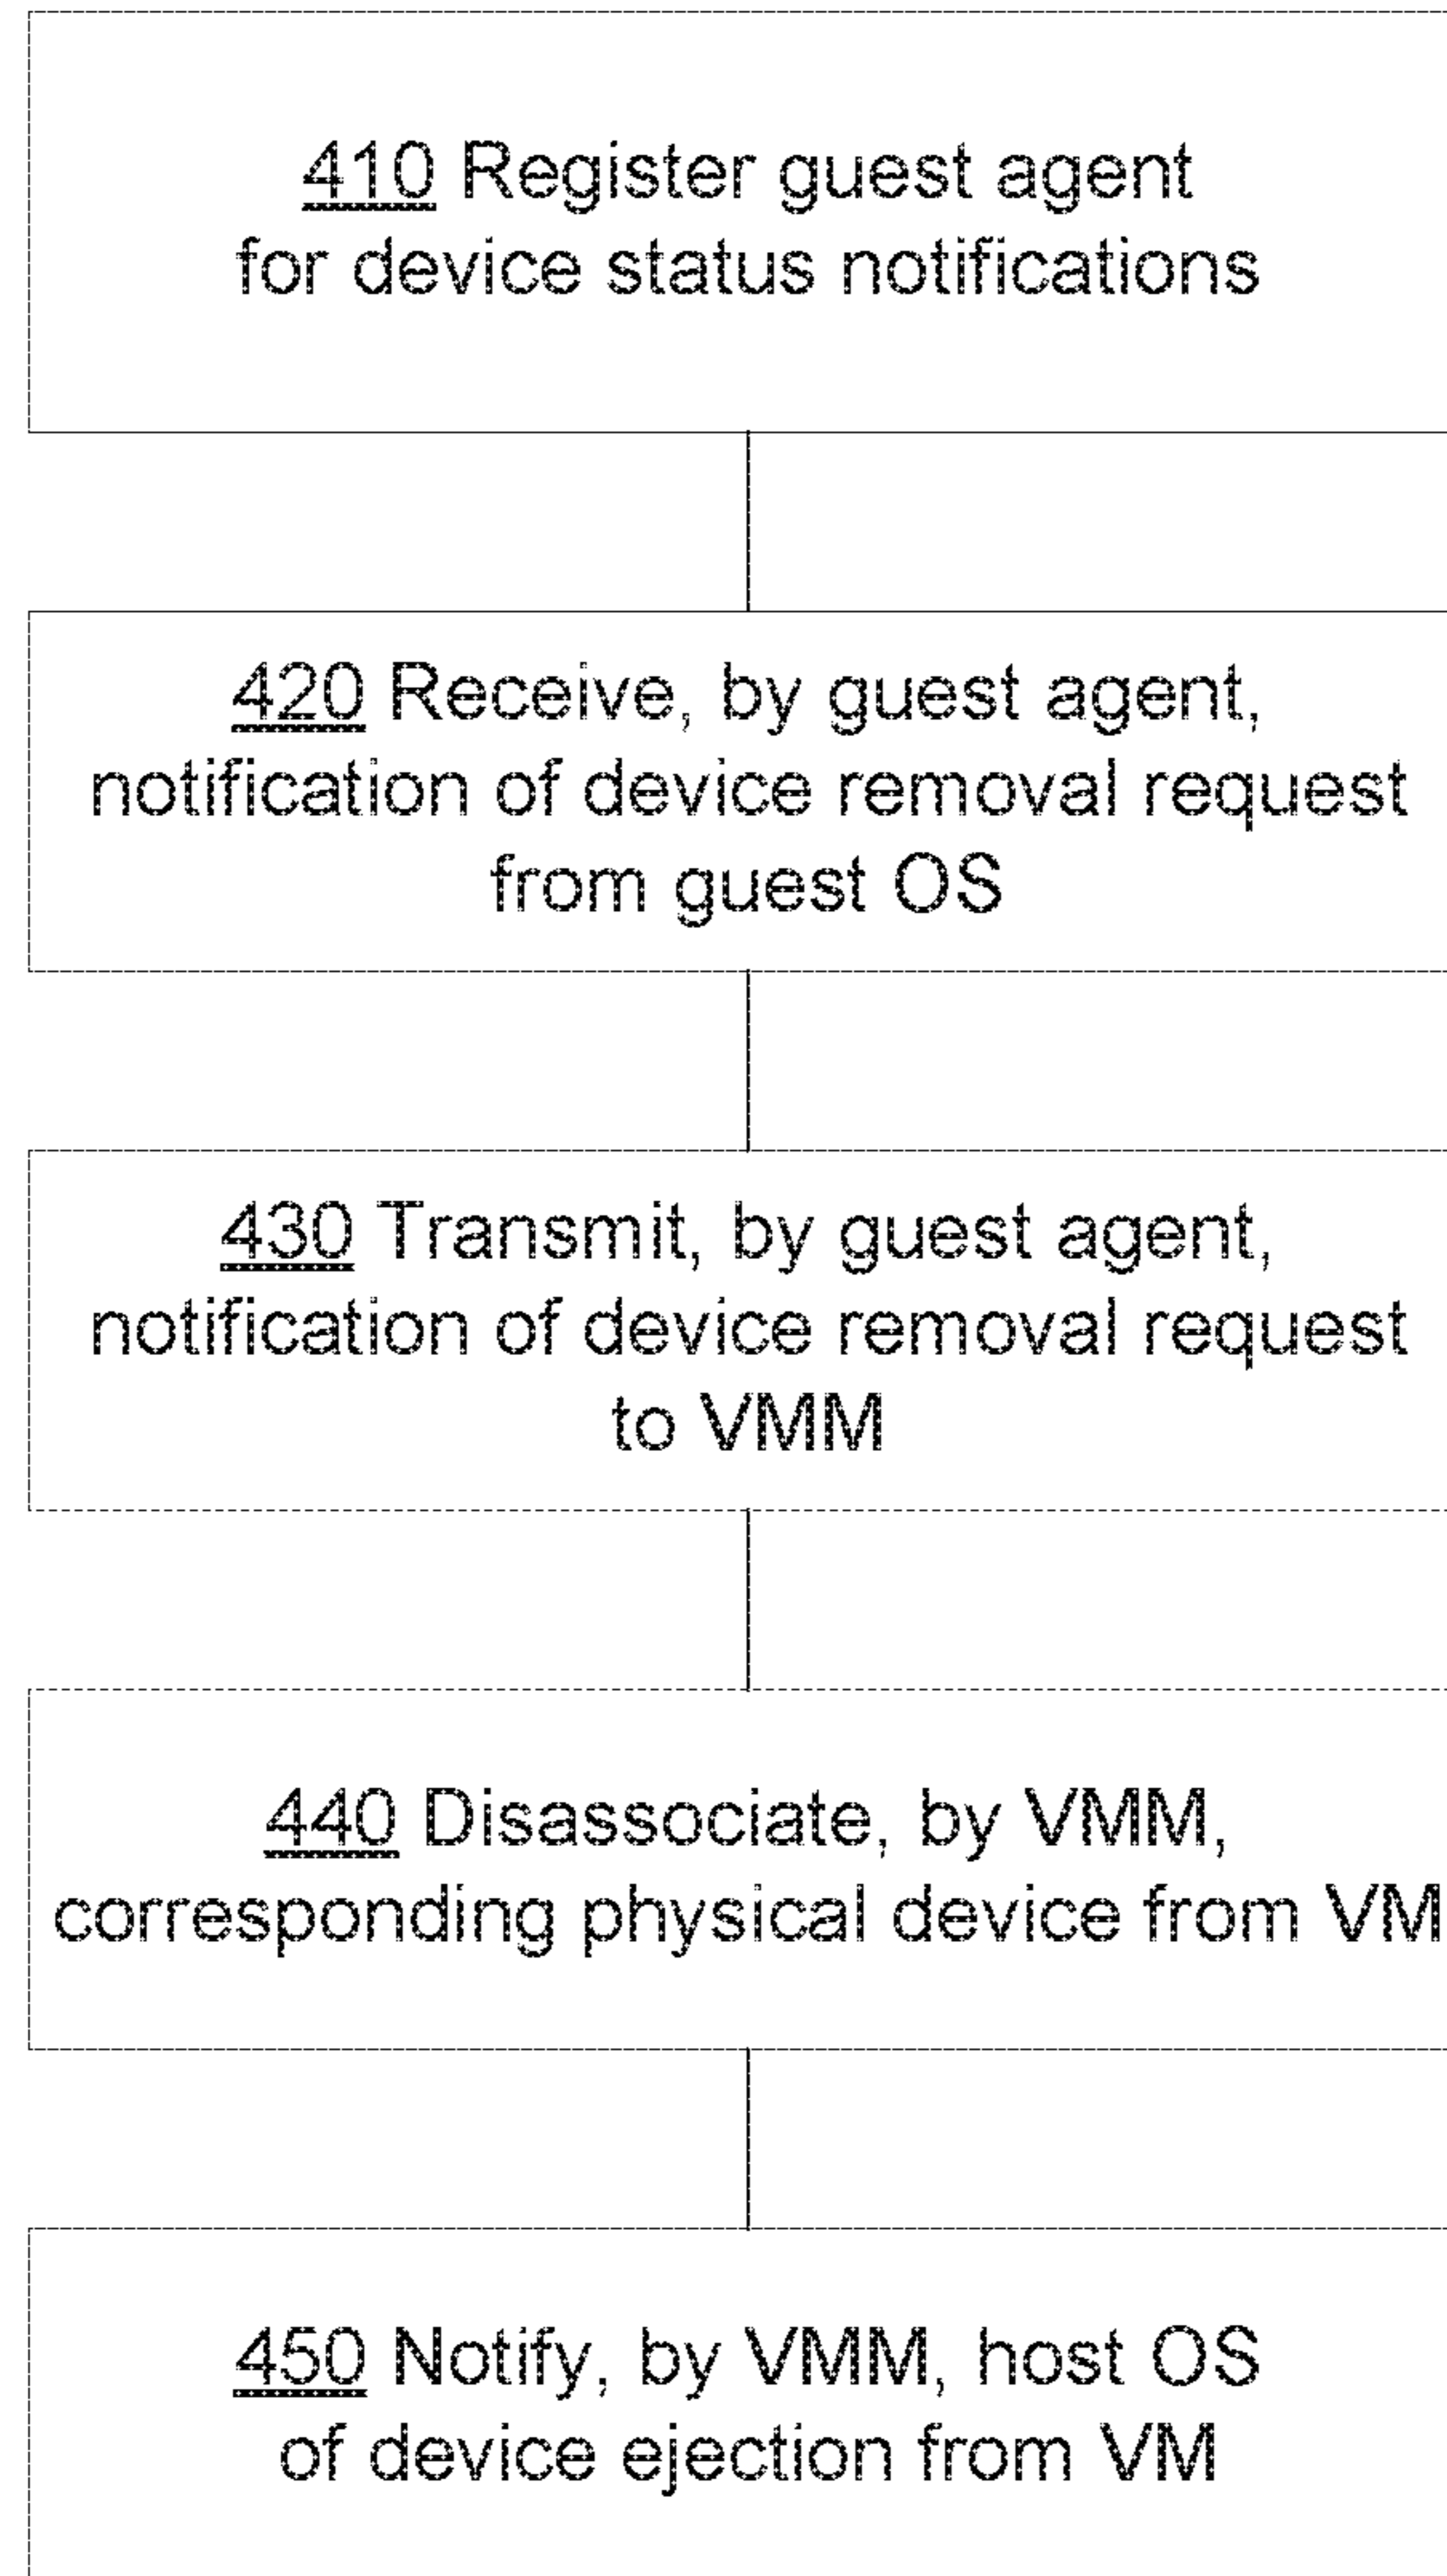 410 Register guest agent
for device status notifications
420 Receive, by guest agent,
notification of device removal request
from guest OS
430 Transmit, by guest agent,
notification of device removal request
to VMM
440 Disassociate, by VMM,
corresponding physical device from VM
450 Notify, by VMM, host OS
of device ejection from VM